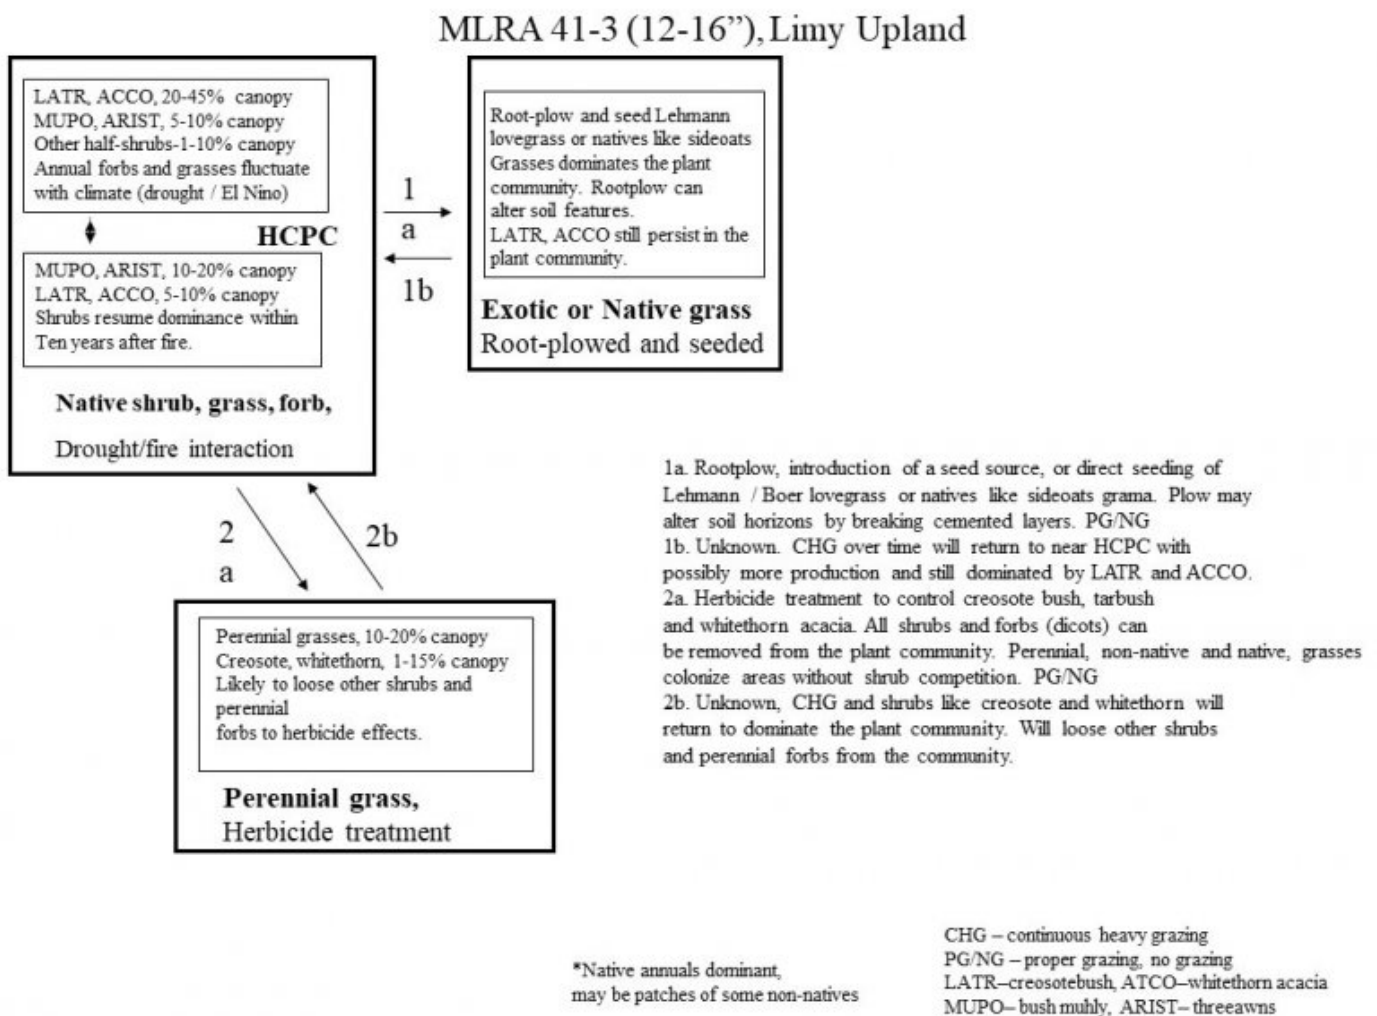 MLRA 41-3 (12-16”), Limy Upland
LATR, ACCO, 20-45% canopy
MUPO, ARIST, 5-10% canopy
Other half-shrubs-1-10% canopy
Annual forbs and grasses fluctuate
with climate (drought / El Nino)
HCPC
MUPO, ARIST, 10-20% canopy
LATR, ACCO, 5-10% canopy
Shrubs resume dominance within
Ten years after fire.
Native shrub, grass, forb,
Drought/fire interaction
1
a
1b
Root-plow and seed Lehmann
lovegrass or natives like sideoats
Grasses dominates the plant
community. Rootplow can
alter soil features.
LATR, ACCO still persist in the
plant community.
Exotic or Native grass
Root-plowed and seeded
2
a
2b
Perennial grasses, 10-20% canopy
Creosote, whitethorn, 1-15% canopy
Likely to loose other shrubs and
perennial
forbs to herbicide effects.
Perennial grass,
Herbicide treatment
1a. Rootplow, introduction of a seed source, or direct seeding of
Lehmann / Boer lovegrass or natives like sideoats grama. Plow may
alter soil horizons by breaking cemented layers. PG/NG
1b. Unknown. CHG over time will return to near HCPC with
possibly more production and still dominated by LATR and ACCO.
2a. Herbicide treatment to control creosote bush, tarbush
and whitethorn acacia. All shrubs and forbs (dicots) can
be removed from the plant community. Perennial, non-native and native, grasses
colonize areas without shrub competition. PG/NG
2b. Unknown, CHG and shrubs like creosote and whitethorn will
return to dominate the plant community. Will loose other shrubs
and perennial forbs from the community.
*Native annuals dominant,
may be patches of some non-natives
CHG – continuous heavy grazing
PG/NG – proper grazing, no grazing
LATR–creosotebush, ATCO–whitethorn acacia
MUPO– bush muhly, ARIST– threeawns